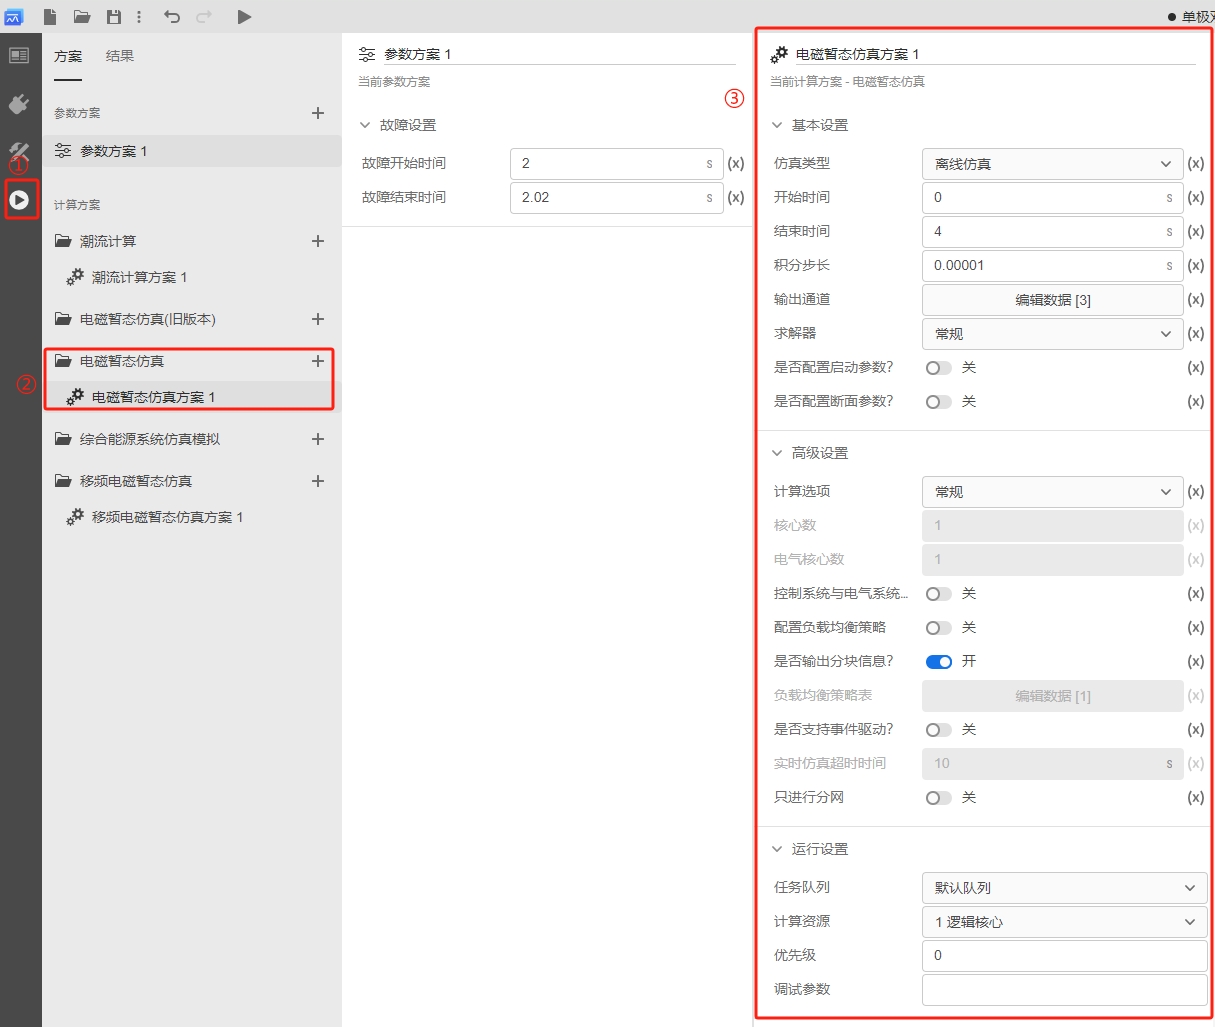 单极
方案 结果
参数方案
参数方案 1
计算方案
潮流计算
潮流计算方案 1
电磁暂态仿真(旧版本)
电磁暂态仿真
电磁暂态仿真方案 1
综合能源系统仿真模拟
移频电磁暂态仿真
移频电磁暂态仿真方案 1
①
②
参数方案 1
当前参数方案
③
故障设置
故障开始时间 2 s (x)
故障结束时间 2.02 s (x)
电磁暂态仿真方案 1
当前计算方案 - 电磁暂态仿真
基本设置
仿真类型 离线仿真 (x)
开始时间 0 s (x)
结束时间 4 s (x)
积分步长 0.00001 s (x)
输出通道 编辑数据 [3] (x)
求解器 常规 (x)
是否配置启动参数? 关 (x)
是否配置断面参数? 关 (x)
高级设置
计算选项 常规 (x)
核心数 1 (x)
电气核心数 1 (x)
控制系统与电气系统... 关 (x)
配置负载均衡策略 关 (x)
是否输出分块信息? 开 (x)
负载均衡策略表 编辑数据 [1] (x)
是否支持事件驱动? 关 (x)
实时仿真超时时间 10 s (x)
只进行分网 关 (x)
运行设置
任务队列 默认队列
计算资源 1 逻辑核心
优先级 0
调试参数